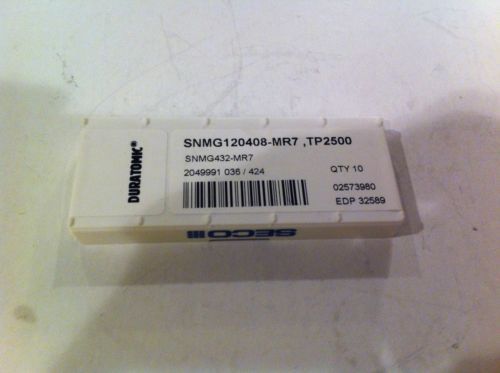 DURATOMIC®
SNMG120408-MR7 ,TP2500
SNMG432-MR7
2049991 036 / 424
QTY 10
02573980
EDP 32589
SECO